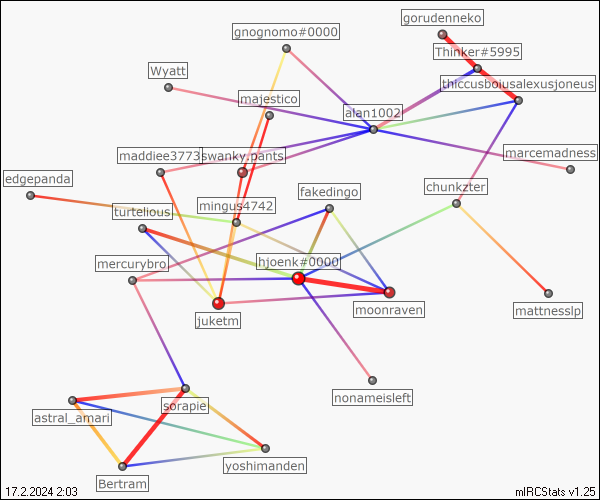 gorudenneko
gnognomo#0000
Thinker#5995
Wyatt
thiccusboiusalexusjoneus
majestico
alan1002
maddiee3773
swanky.pants
marcemadness
edgepanda
fakedingo
chunkzter
turtelious
mingus4742
mercurybro
hjoenk#0000
moonraven
mattnesslp
juketm
nonameisleft
sorapie
astral_amari
yoshimanden
Bertram
17.2.2024 2:03
mIRCStats v1.25